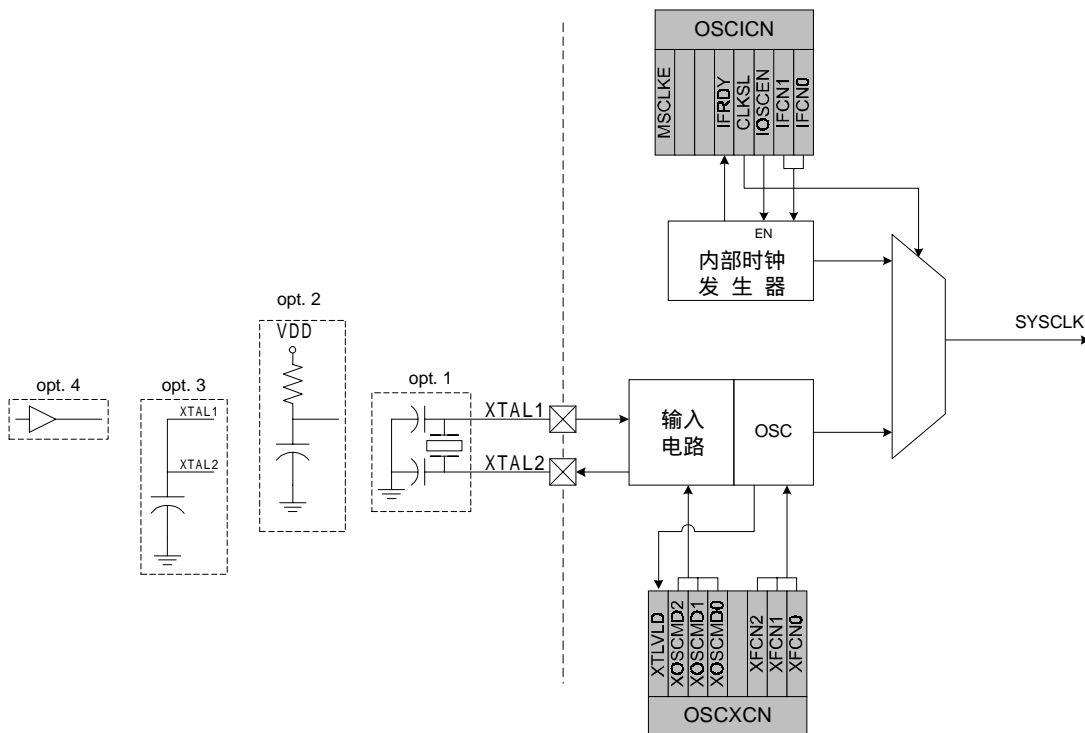 OSCICN
MSCLKE
IFRDY
CLKSL
IOSCEN
IFCN1
IFCN0
EN
内部时钟
发 生 器
SYSCLK
opt. 4
opt. 3
XTAL1
XTAL2
opt. 2
VDD
opt. 1
XTAL1
XTAL2
输入
电路
OSC
XTLVLD
XOSCMD2
XOSCMD1
XOSCMD0
XFCN2
XFCN1
XFCN0
OSCXCN